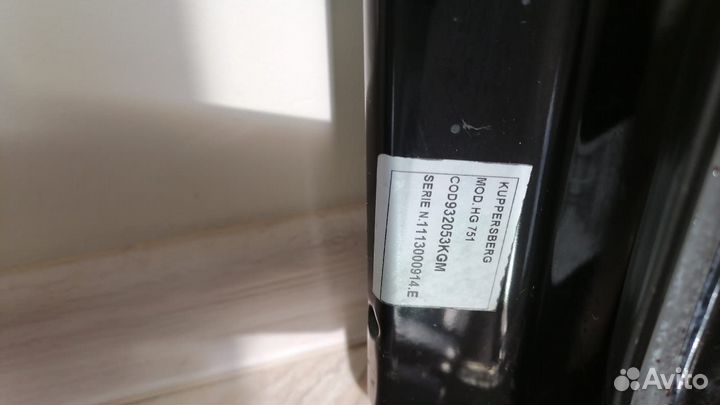 KUPPERSBERG
MOD.HG 751
COD932053KGM
SERIE N.1113000914.E
Avito